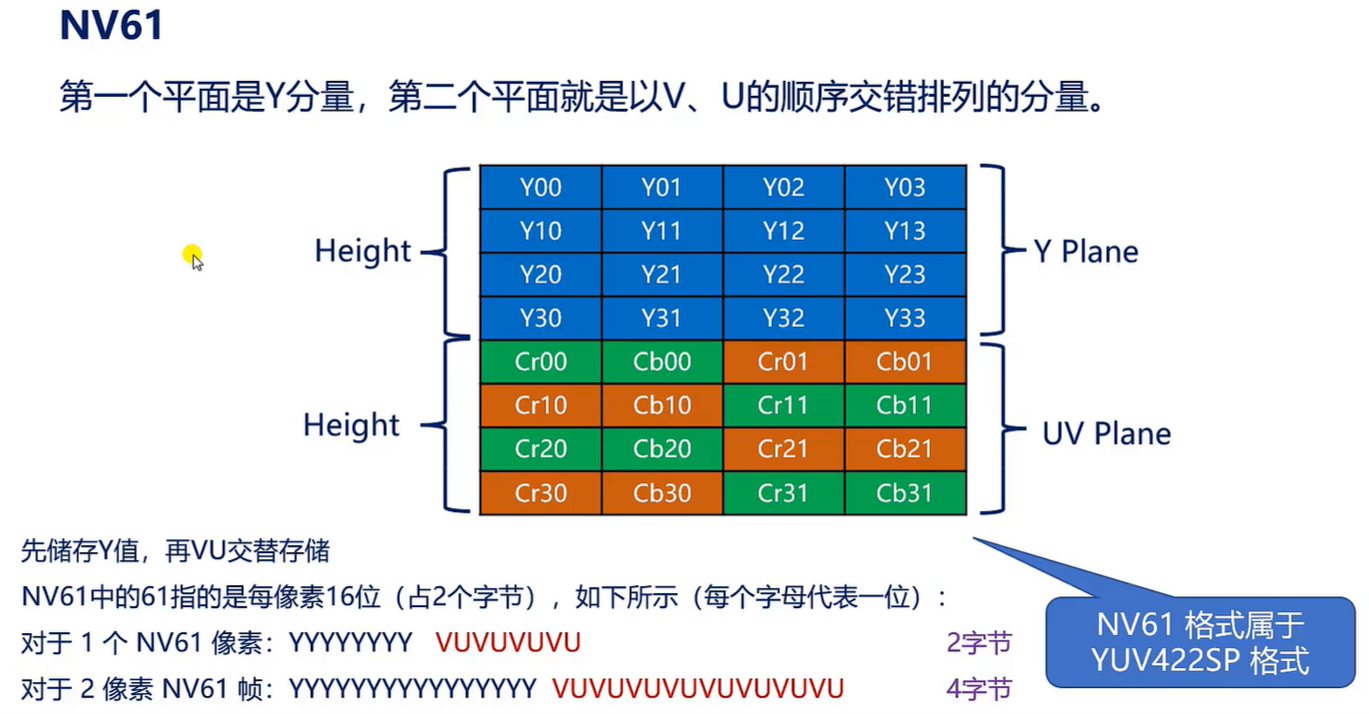 NV61
第一个平面是Y分量，第二个平面就是以V、U的顺序交错排列的分量。
Y00 Y01 Y02 Y03
Y10 Y11 Y12 Y13
Height
Y Plane
Y20 Y21 Y22 Y23
Y30 Y31 Y32 Y33
Cr00 Cb00 Cr01 Cb01
Cr10 Cb10 Cr11 Cb11
Height
UV Plane
Cr20 Cb20 Cr21 Cb21
Cr30 Cb30 Cr31 Cb31
先储存Y值，再VU交替存储
NV61中的61指的是每像素16位（占2个字节），如下所示（每个字母代表一位）：
对于 1 个 NV61 像素：YYYYYYYY VUVUVUVU 2字节
对于 2 像素 NV61 帧：YYYYYYYYYYYYYYYY VUVUVUVUVUVUVUVU 4字节
NV61 格式属于
YUV422SP 格式